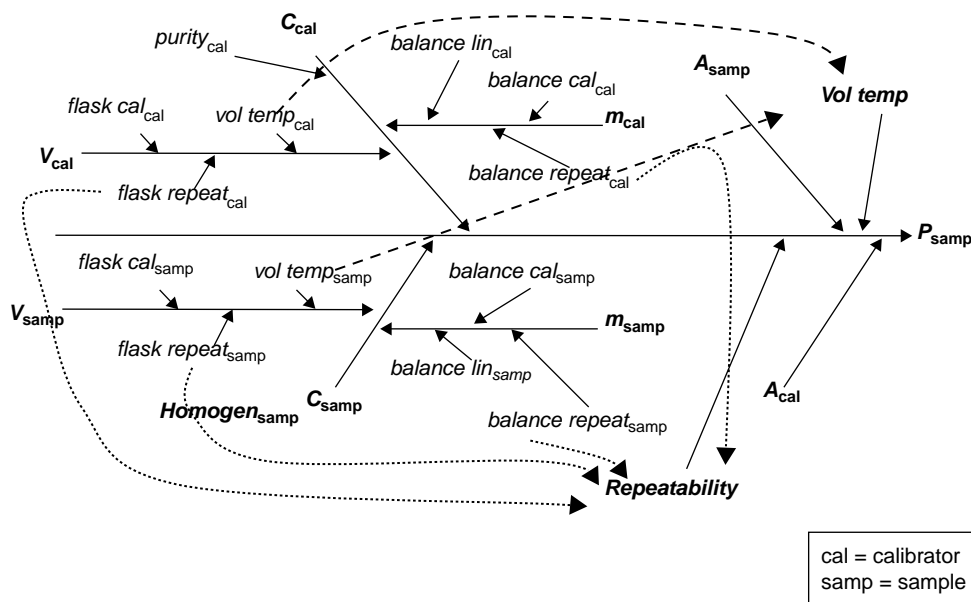 C_cal
purity_cal
balance lin_cal
A_samp
balance cal_cal
Vol temp
flask cal_cal
vol temp_cal
m_cal
V_cal
balance repeat_cal
flask repeat_cal
P_samp
flask cal_samp
vol temp_samp
balance cal_samp
V_samp
m_samp
flask repeat_samp
balance lin_samp
A_cal
C_samp
Homogen_samp
balance repeat_samp
Repeatability
cal = calibrator
samp = sample